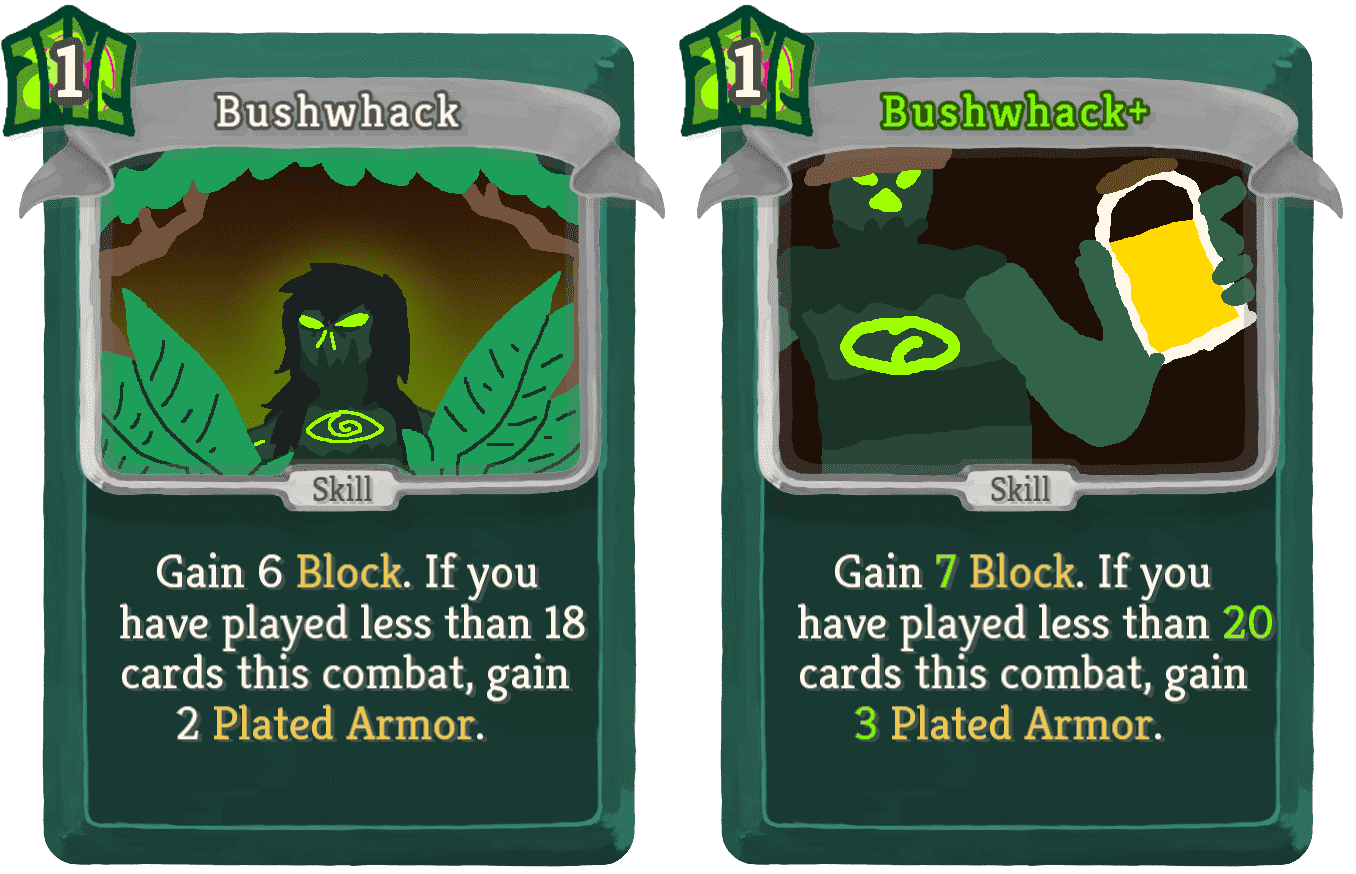 1
Bushwhack
Skill
Gain 6 Block. If you
have played less than 18
cards this combat, gain
2 Plated Armor.
1
Bushwhack+
Skill
Gain 7 Block. If you
have played less than 20
cards this combat, gain
3 Plated Armor.